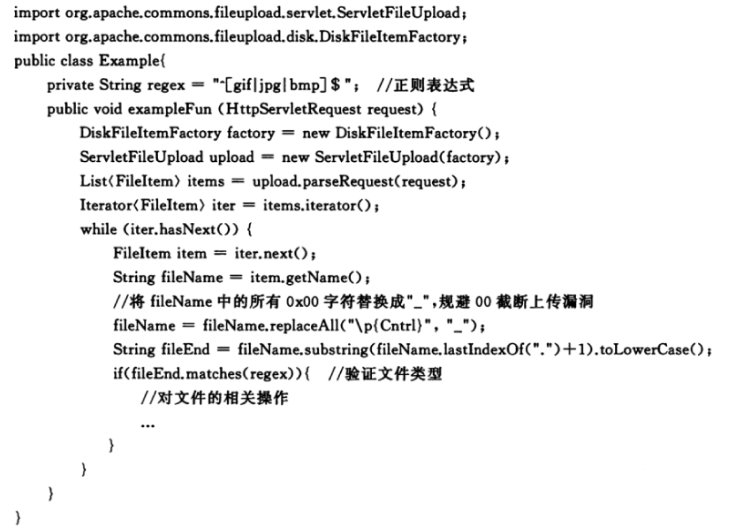 import org.apache.commons.fileupload.servlet.ServletFileUpload;
import org.apache.commons.fileupload.disk.DiskFileItemFactory;
public class Example{
private String regex = "^[gif|jpg|bmp]$"; //正则表达式
public void exampleFun (HttpServletRequest request) {
DiskFileItemFactory factory = new DiskFileItemFactory();
ServletFileUpload upload = new ServletFileUpload(factory);
List〈FileItem〉 items = upload.parseRequest(request);
Iterator〈FileItem〉 iter = items.iterator();
while (iter.hasNext()) {
FileItem item = iter.next();
String fileName = item.getName();
//将 fileName 中的所有 0x00 字符替换成"_",规避 00 截断上传漏洞
fileName = fileName.replaceAll("\p{Cntrl}", "_");
String fileEnd = fileName.substring(fileName.lastIndexOf(".")+1).toLowerCase();
if(fileEnd.matches(regex)){ //验证文件类型
//对文件的相关操作
...
}
}
}
}